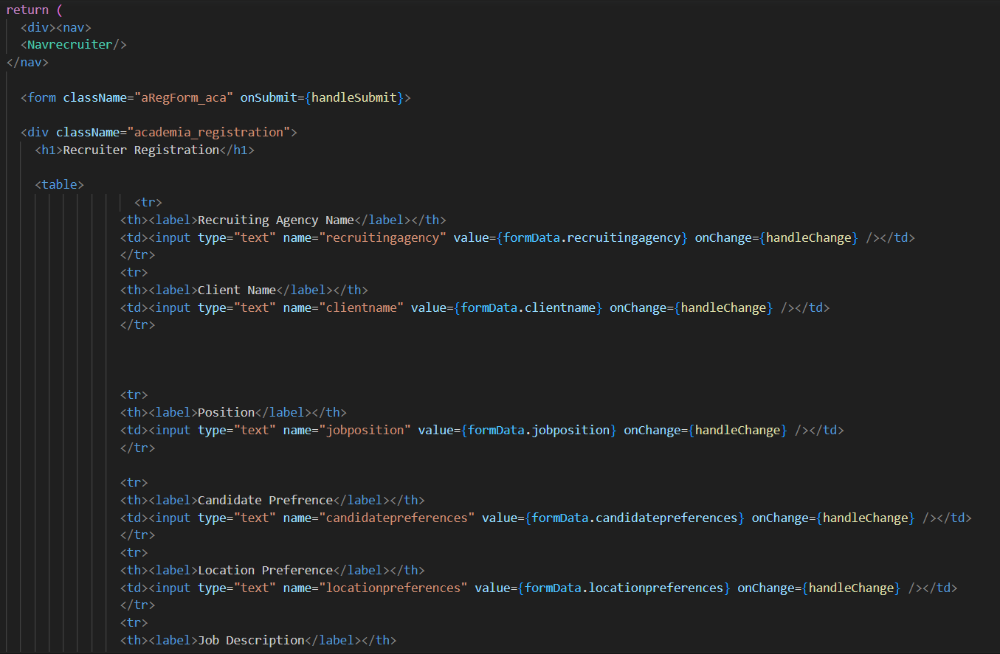 return (
<div><nav>
<Navrecruiter/>
</nav>
<form className="aRegForm_aca" onSubmit={handleSubmit}>
<div className="academia_registration">
<h1>Recruiter Registration</h1>
<table>
<tr>
<th><label>Recruiting Agency Name</label></th>
<td><input type="text" name="recruitingagency" value={formData.recruitingagency} onChange={handleChange} /></td>
</tr>
<tr>
<th><label>Client Name</label></th>
<td><input type="text" name="clientname" value={formData.clientname} onChange={handleChange} /></td>
</tr>
<tr>
<th><label>Position</label></th>
<td><input type="text" name="jobposition" value={formData.jobposition} onChange={handleChange} /></td>
</tr>
<tr>
<th><label>Candidate Prefrence</label></th>
<td><input type="text" name="candidatepreferences" value={formData.candidatepreferences} onChange={handleChange} /></td>
</tr>
<tr>
<th><label>Location Preference</label></th>
<td><input type="text" name="locationpreferences" value={formData.locationpreferences} onChange={handleChange} /></td>
</tr>
<tr>
<th><label>Job Description</label></th>